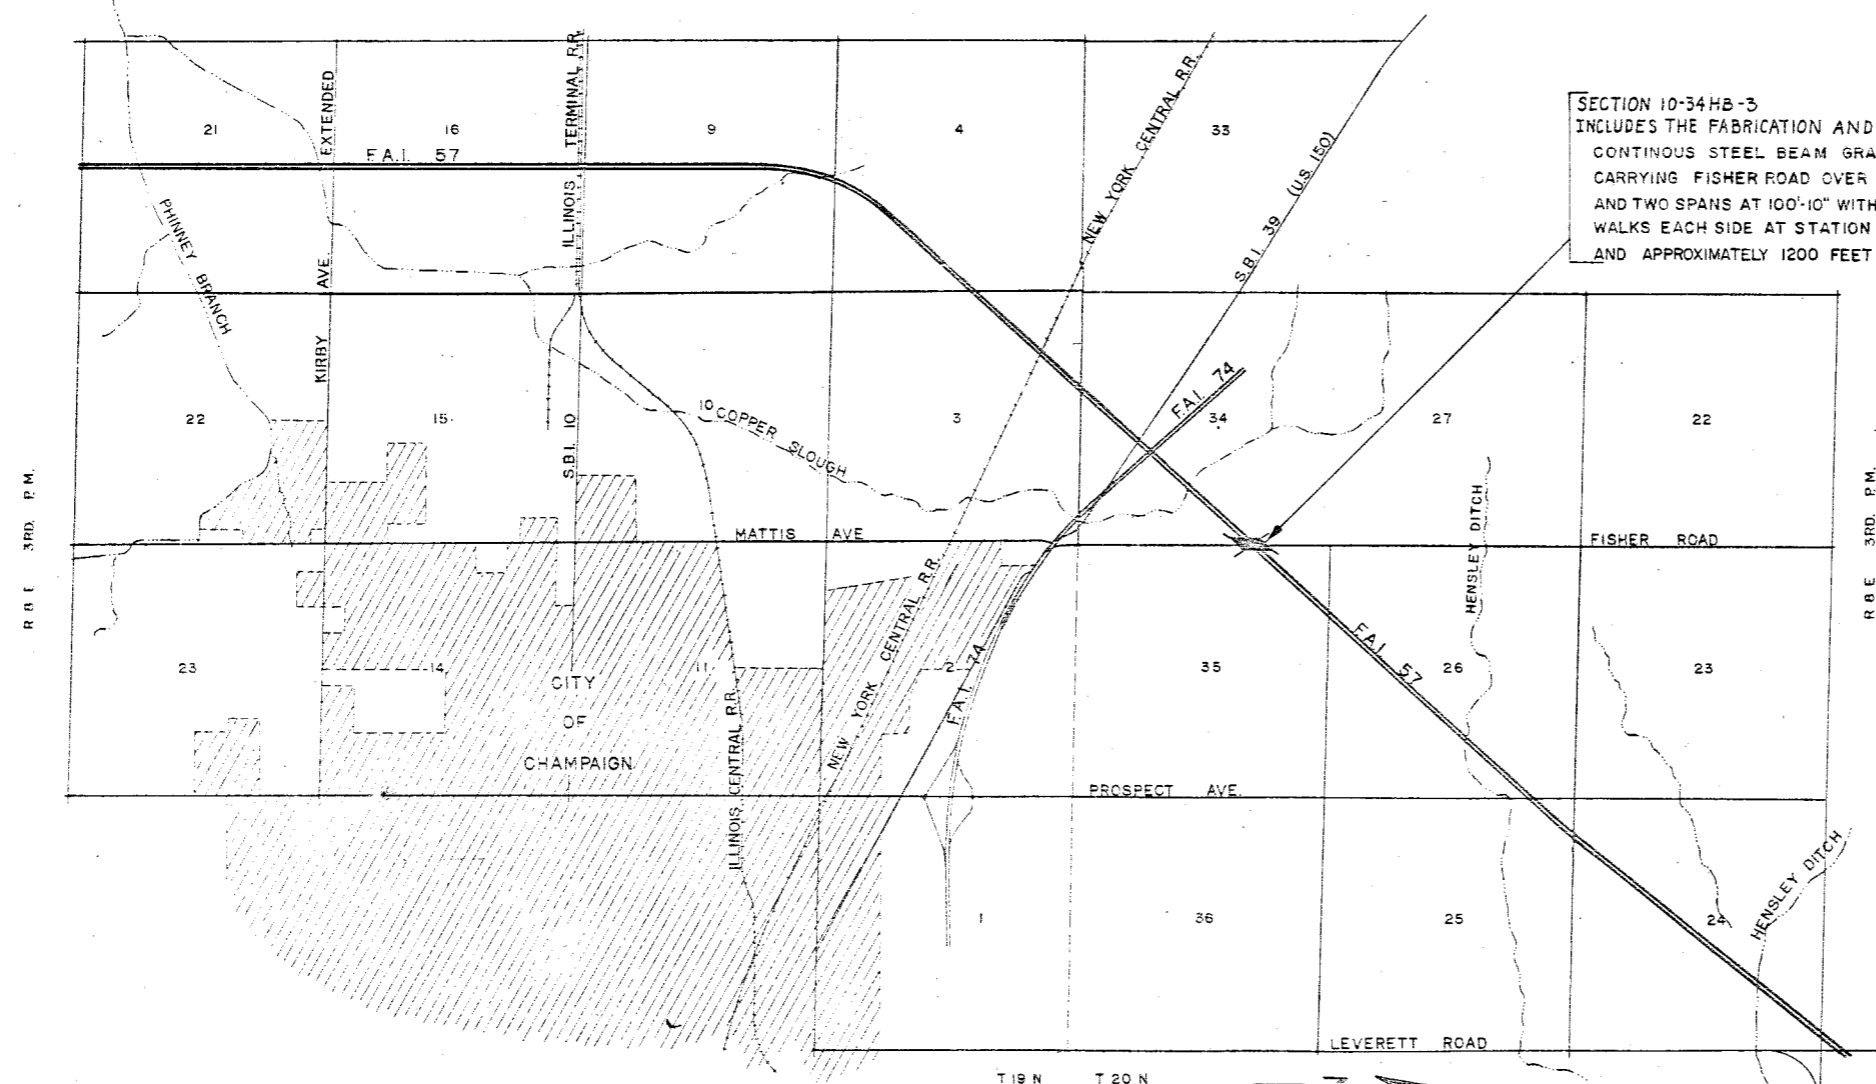 SECTION 10-34HB-3
INCLUDES THE FABRICATION AND
CONTINOUS STEEL BEAM GRA
CARRYING FISHER ROAD OVER
AND TWO SPANS AT 100'-10" WITH
WALKS EACH SIDE AT STATION
AND APPROXIMATELY 1200 FEET
21
EXTENDED
16
ILLINOIS TERMINAL R.R.
9
4
NEW YORK CENTRAL R.R.
33
F.A.I. 57
PHINNEY BRANCH
KIRBY AVE
S.B.I. 39 (U.S. 150)
22
15
S.B.I. 10
10
COPPER SLOUGH
3
F.A.I. 74
34
27
22
R 8 E 3RD. P.M.
MATTIS AVE
HENSLEY DITCH
FISHER ROAD
R R 8 E 3RD. P.M.
23
14
CITY
OF
CHAMPAIGN
11
ILLINOIS CENTRAL R.R.
NEW YORK CENTRAL R.R.
2
F.A.I. 74
35
F.A.I. 57
26
23
PROSPECT AVE.
1
36
25
24
HENSLEY DITCH
LEVERETT ROAD
T 19 N T 20 N